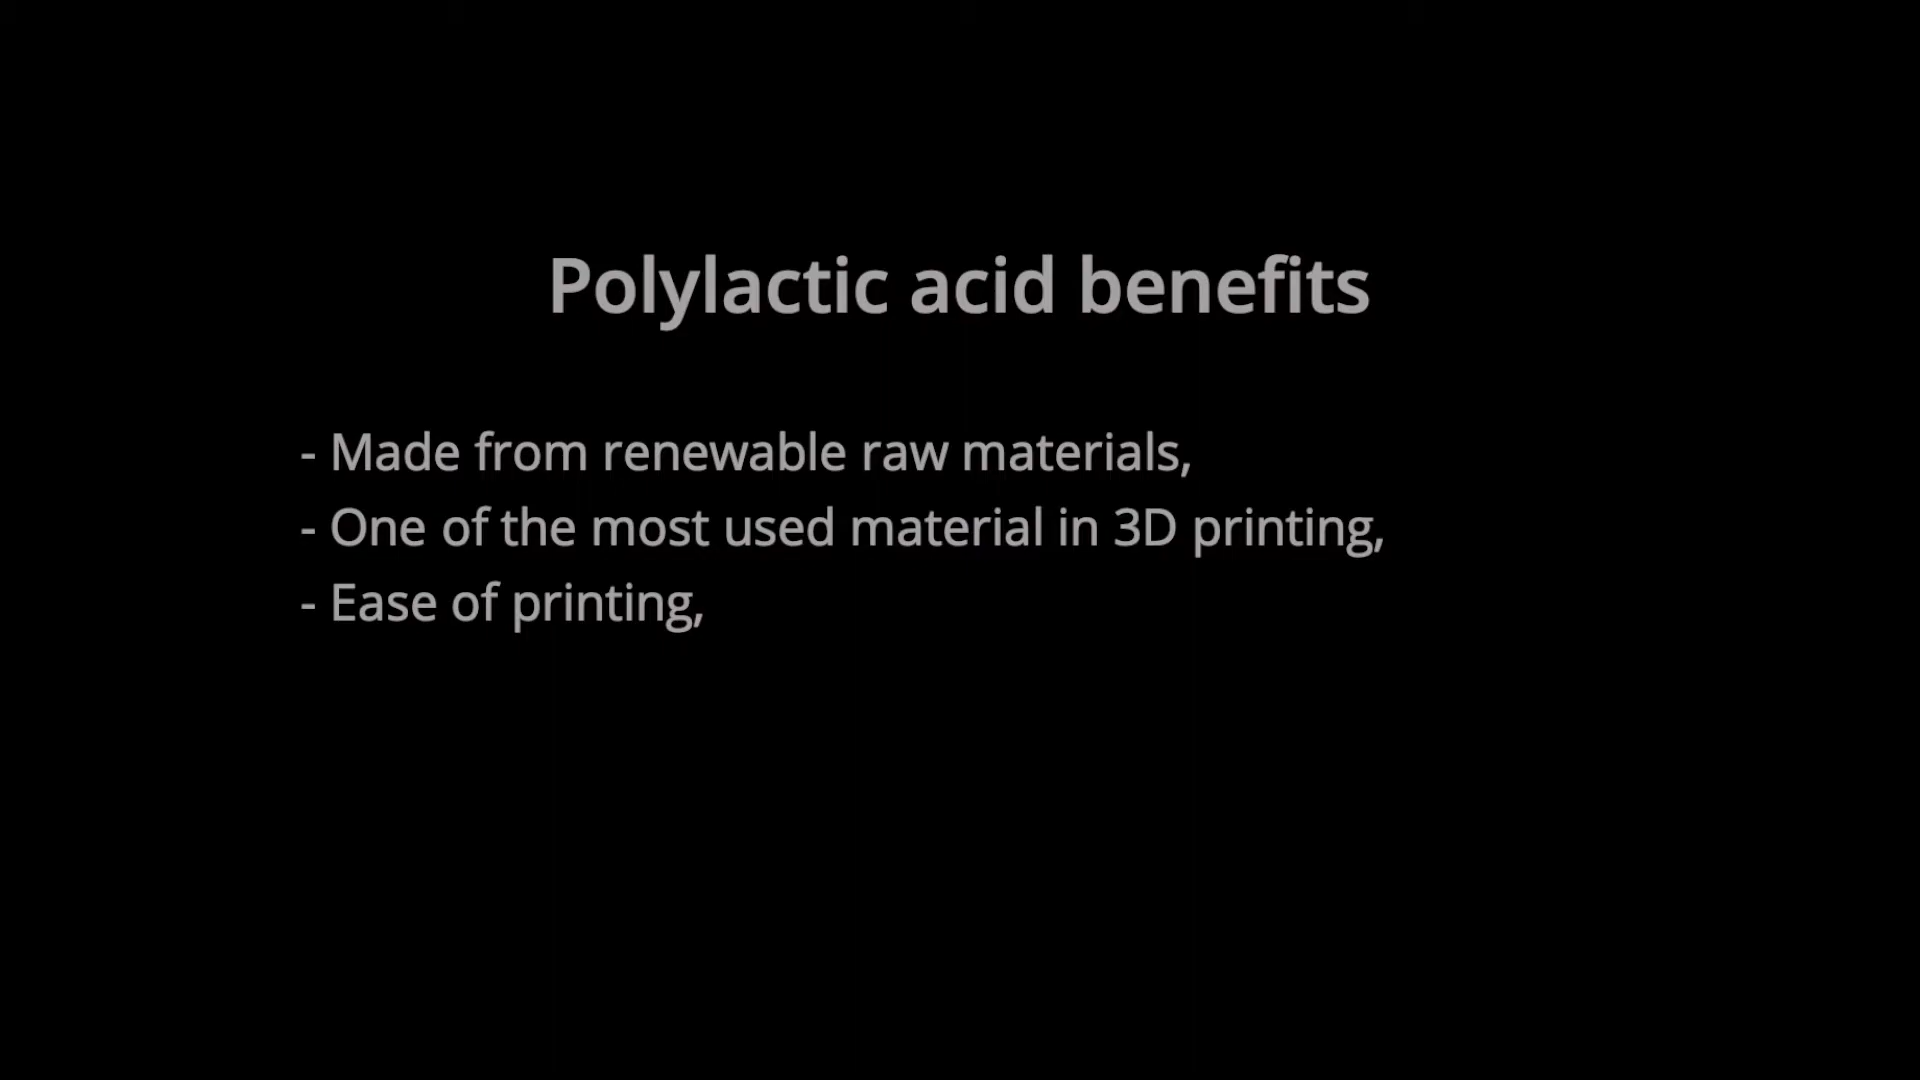 Polylactic acid benefits
- Made from renewable raw materials,
- One of the most used material in 3D printing,
- Ease of printing,